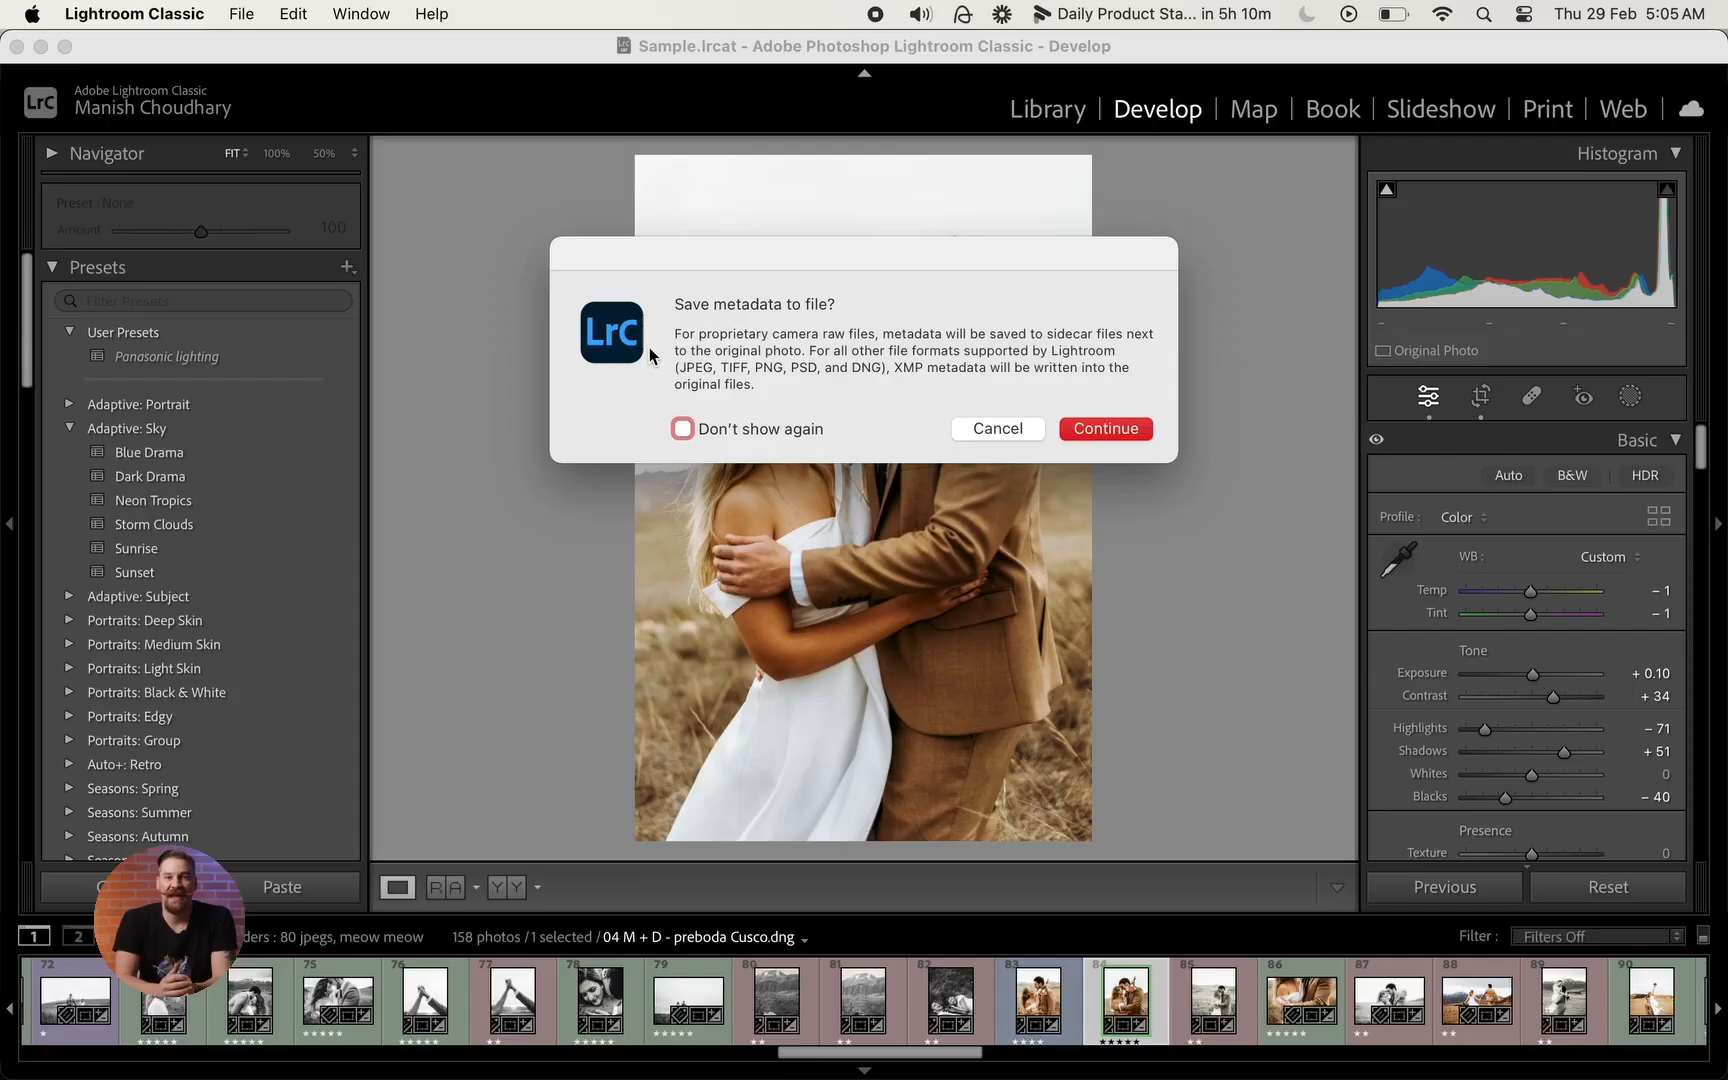 Lightroom Classic File Edit Window Help
Daily Product Sta... in 5h 10m
Thu 29 Feb 5:05 AM
Sample.lrcat - Adobe Photoshop Lightroom Classic - Develop
LrC
Adobe Lightroom Classic
Manish Choudhary
Library | Develop | Map | Book | Slideshow | Print | Web
Navigator FIT 100% 50%
Preset : None
Amount 100
Presets
Filter Presets
User Presets
Panasonic lighting
Adaptive: Portrait
Adaptive: Sky
Blue Drama
Dark Drama
Neon Tropics
Storm Clouds
Sunrise
Sunset
Adaptive: Subject
Portraits: Deep Skin
Portraits: Medium Skin
Portraits: Light Skin
Portraits: Black & White
Portraits: Edgy
Portraits: Group
Auto+: Retro
Seasons: Spring
Seasons: Summer
Seasons: Autumn
Paste
LrC
Save metadata to file?
For proprietary camera raw files, metadata will be saved to sidecar files next
to the original photo. For all other file formats supported by Lightroom
(JPEG, TIFF, PNG, PSD, and DNG), XMP metadata will be written into the
original files.
Don't show again
Cancel
Continue
R A
Y Y
Histogram
Original Photo
Basic
Auto B&W HDR
Profile : Color
WB : Custom
Temp - 1
Tint - 1
Tone
Exposure + 0.10
Contrast + 34
Highlights - 71
Shadows + 51
Whites 0
Blacks - 40
Presence
Texture 0
Previous
Reset
1 2
ders : 80 jpegs, meow meow
158 photos / 1 selected / 04 M + D - preboda Cusco.dng
Filter : Filters Off
72 75 76 77 78 79 80 81 82 83 84 85 86 87 88 89 90